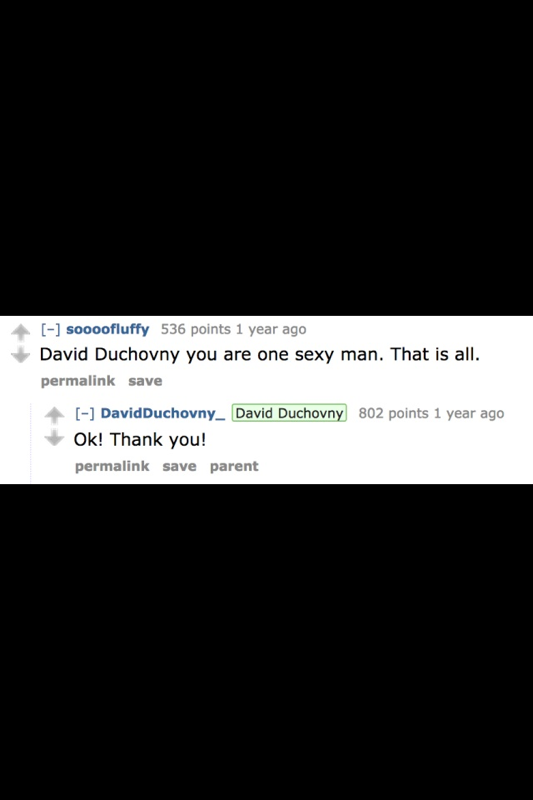 [–] soooofluffy 536 points 1 year ago
David Duchovny you are one sexy man. That is all.
permalink save
[–] DavidDuchovny_ David Duchovny 802 points 1 year ago
Ok! Thank you!
permalink save parent